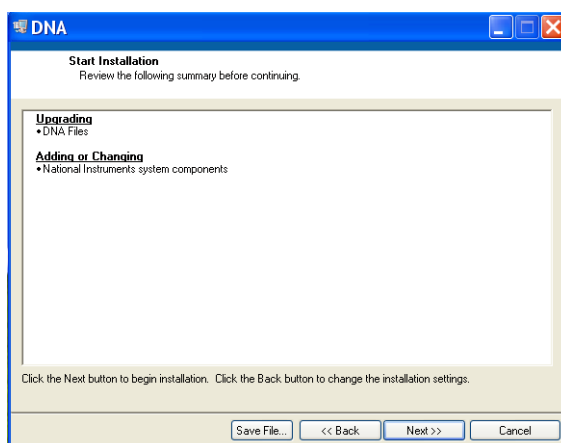 DNA
Start Installation
Review the following summary before continuing.
Upgrading
•DNA Files
Adding or Changing
•National Instruments system components
Click the Next button to begin installation. Click the Back button to change the installation settings.
Save File... << Back Next >> Cancel